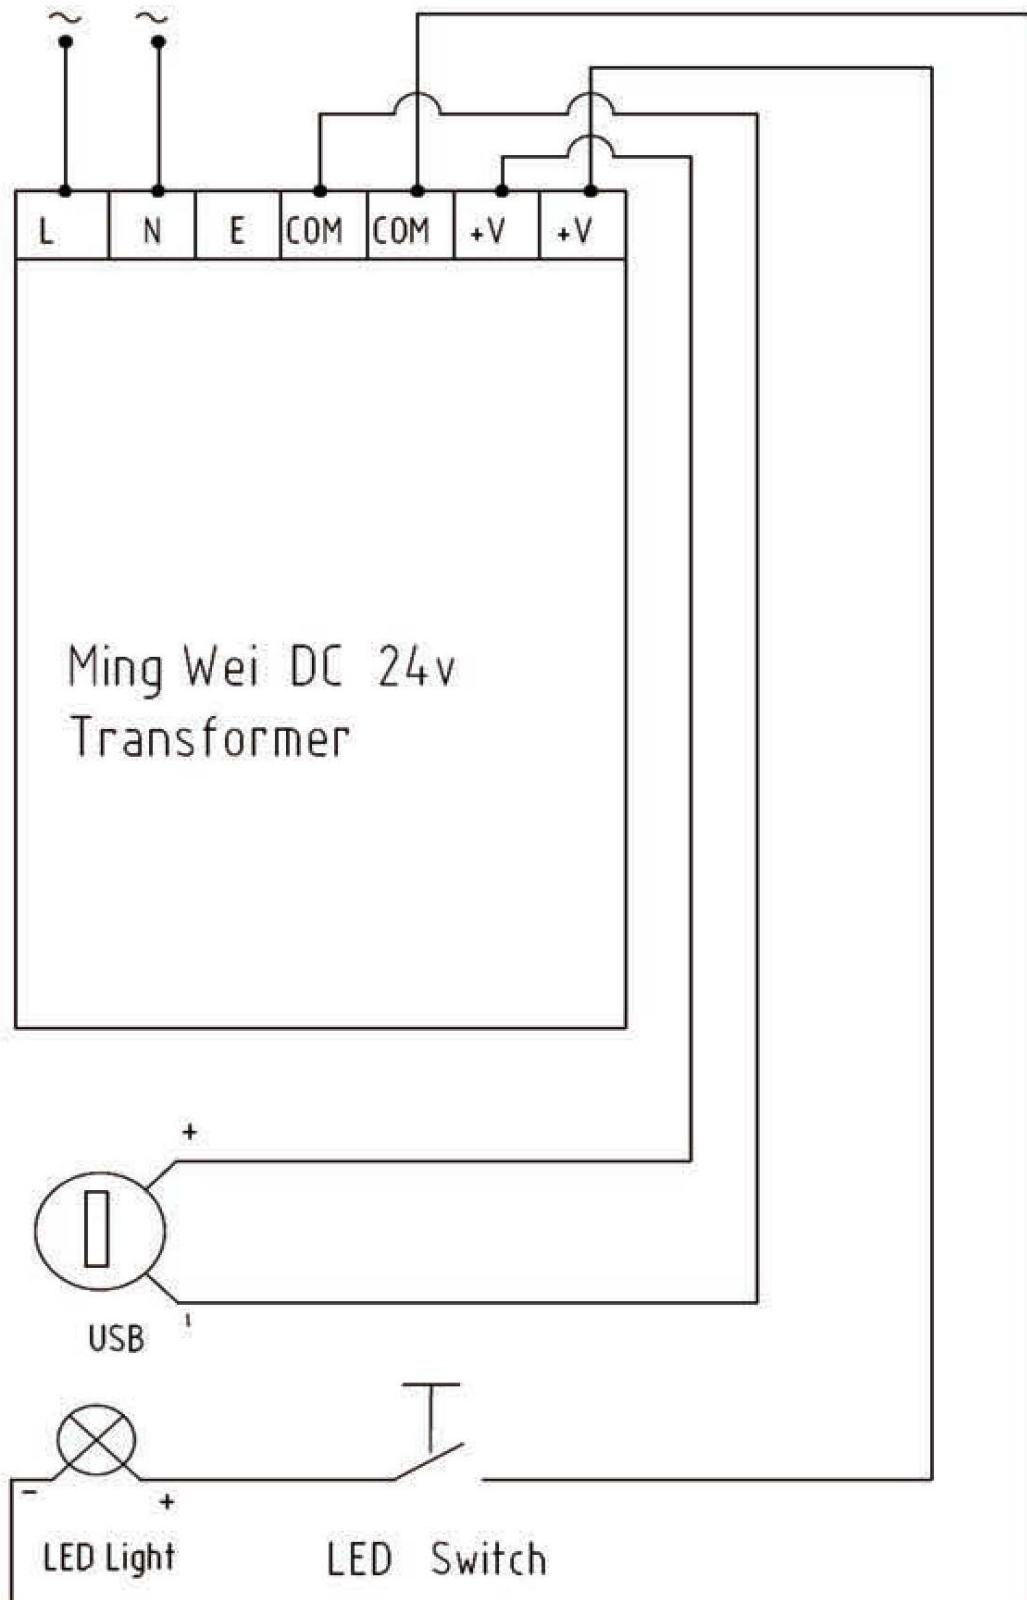 ~ ~
L N E COM COM +V +V
Ming Wei DC 24v
Transformer
+
USB
-
+
LED Light LED Switch